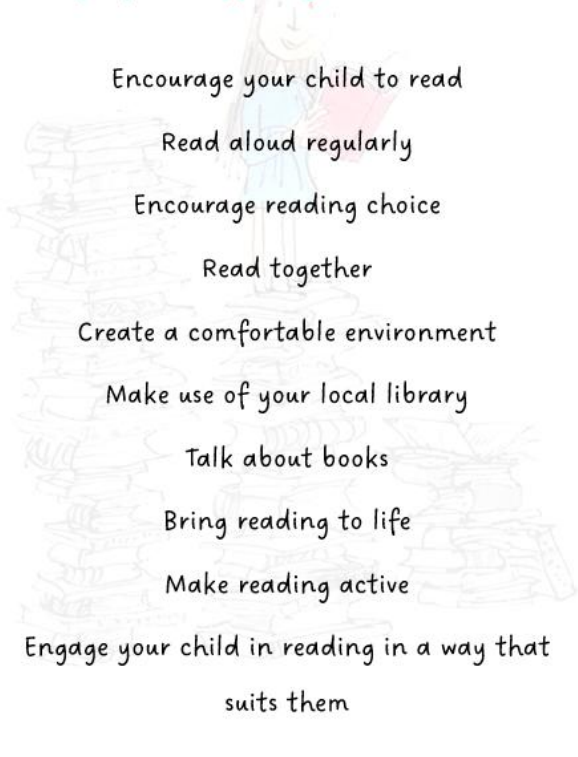 Encourage your child to read
Read aloud regularly
Encourage reading choice
Read together
Create a comfortable environment
Make use of your local library
Talk about books
Bring reading to life
Make reading active
Engage your child in reading in a way that
suits them